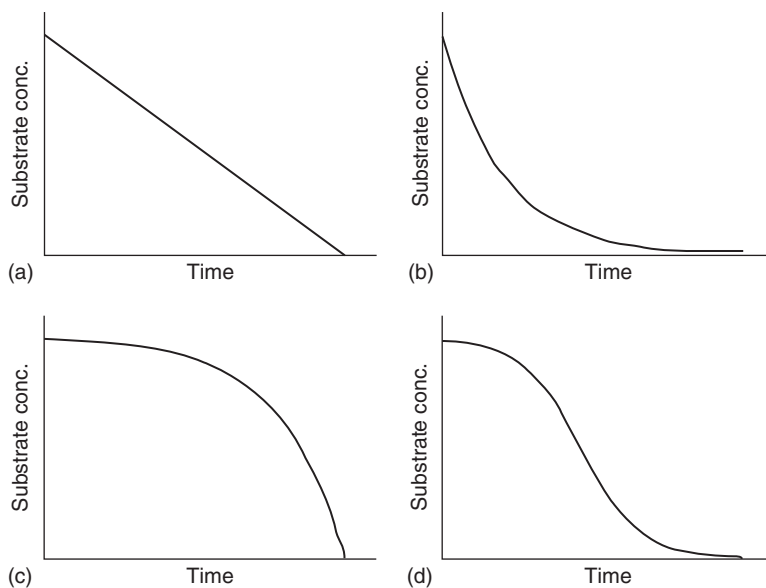 Substrate conc.
(a)
Time
Substrate conc.
(b)
Time
Substrate conc.
(c)
Time
Substrate conc.
(d)
Time